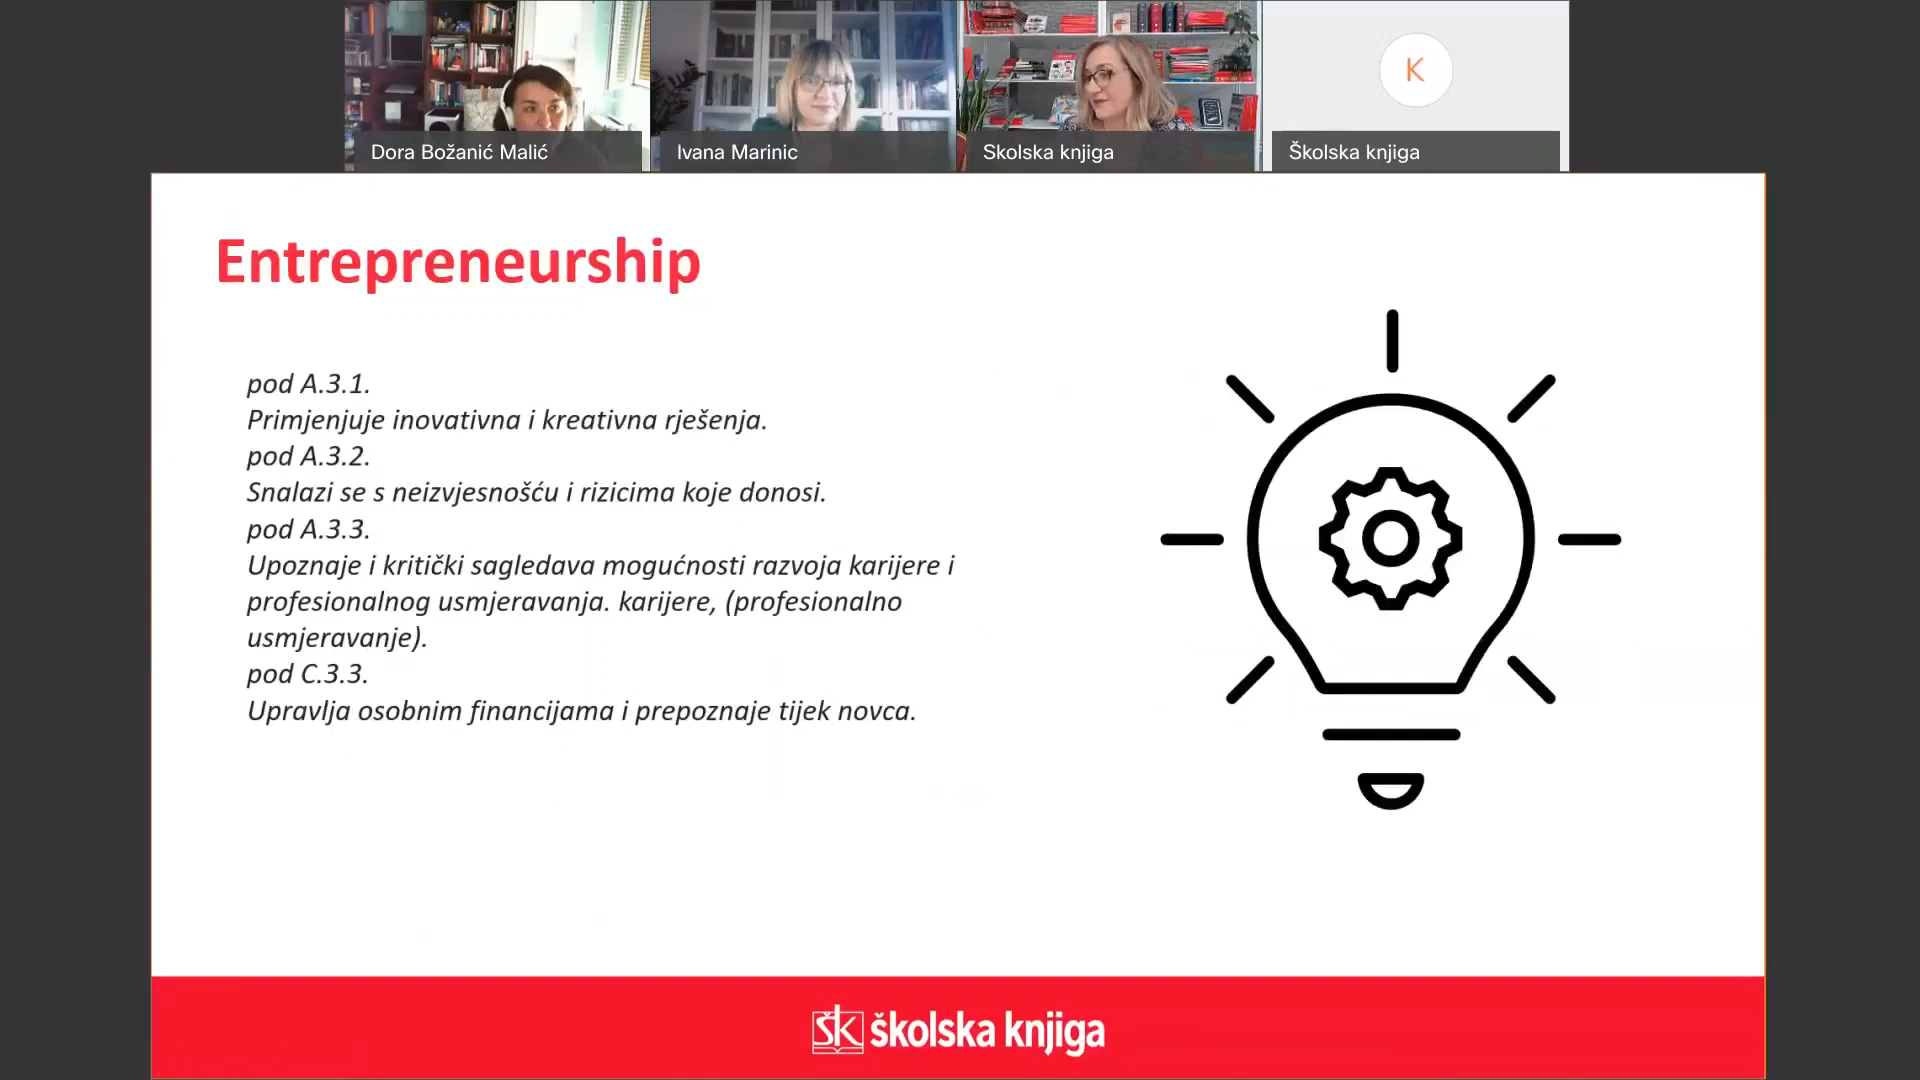 Dora Božanić Malić
Ivana Marinic
Skolska knjiga
K
Školska knjiga
Entrepreneurship
pod A.3.1.
Primjenjuje inovativna i kreativna rješenja.
pod A.3.2.
Snalazi se s neizvjesnošću i rizicima koje donosi.
pod A.3.3.
Upoznaje i kritički sagledava mogućnosti razvoja karijere i
profesionalnog usmjeravanja. karijere, (profesionalno
usmjeravanje).
pod C.3.3.
Upravlja osobnim financijama i prepoznaje tijek novca.
ŠK školska knjiga